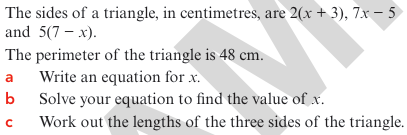 The sides of a triangle, in centimetres, are 2(x + 3), 7x − 5
and 5(7 − x).
The perimeter of the triangle is 48 cm.
a Write an equation for x.
b Solve your equation to find the value of x.
c Work out the lengths of the three sides of the triangle.